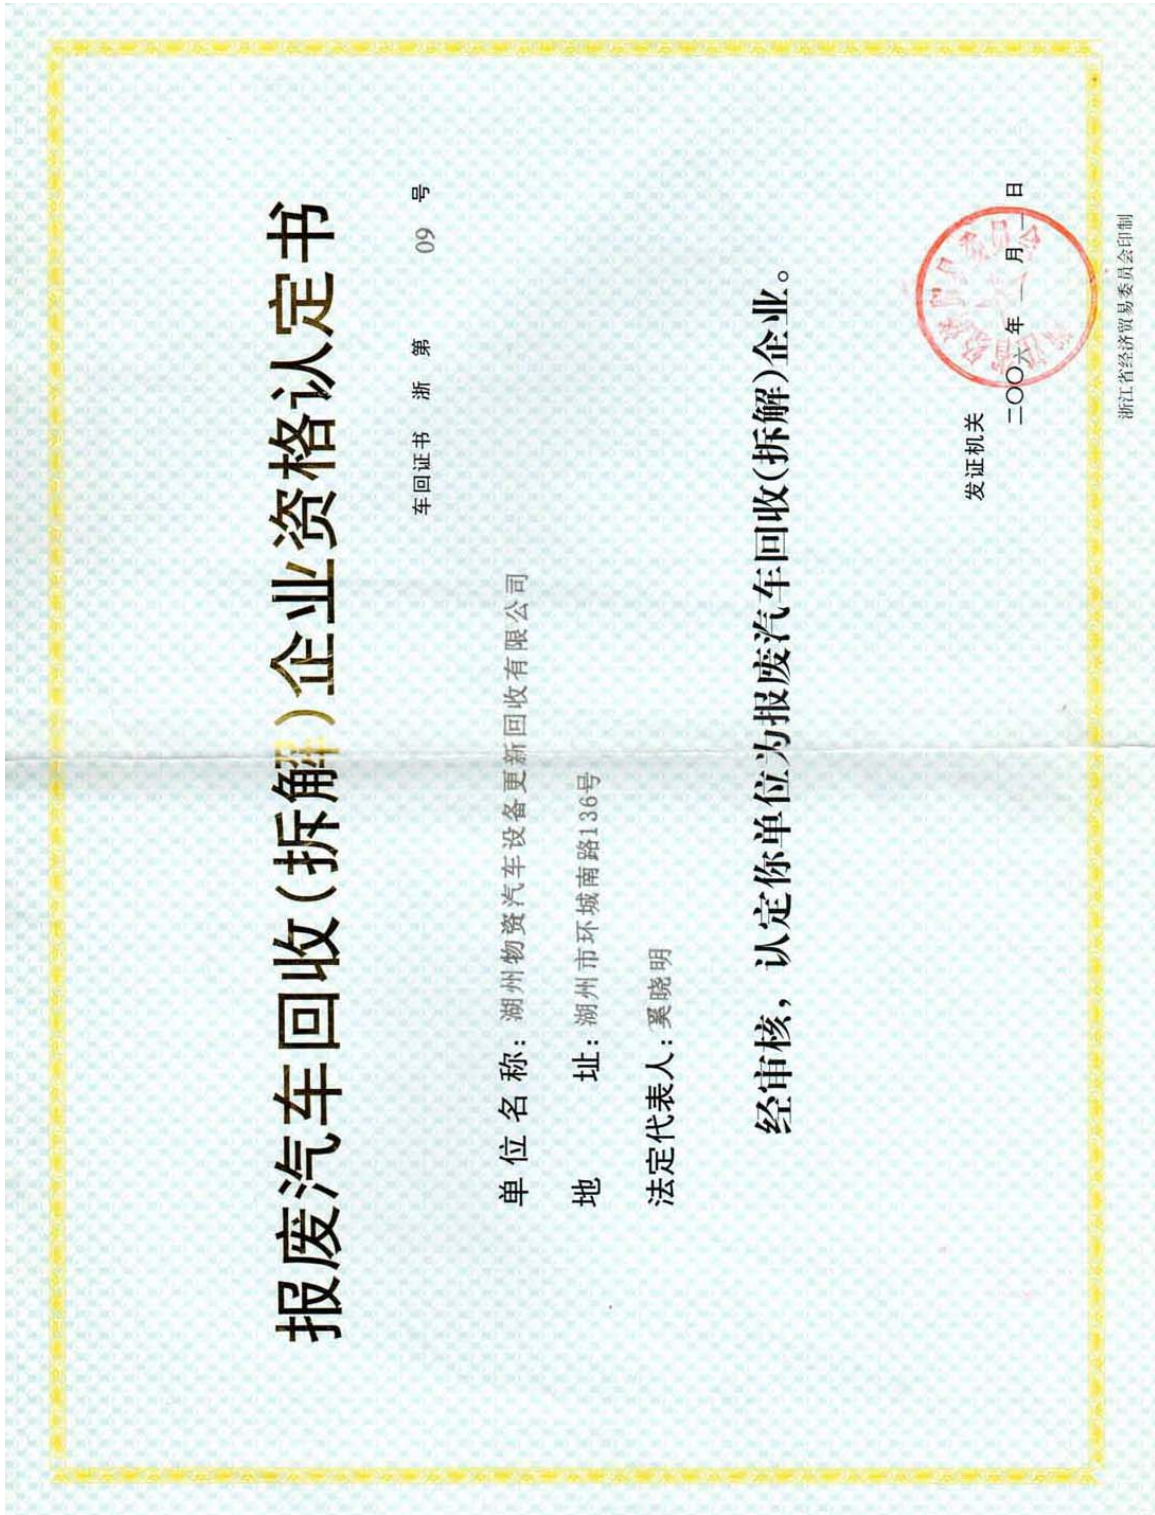 报废汽车回收(拆解)企业资格认定书
车回证书 浙 第 09 号
单位名称:湖州物资汽车设备更新回收有限公司
地 址:湖州市环城南路136号
法定代表人:奚晓明
经审核,认定你单位为报废汽车回收(拆解)企业。
发证机关
二〇〇六年一月一日
浙江省经济贸易委员会印制